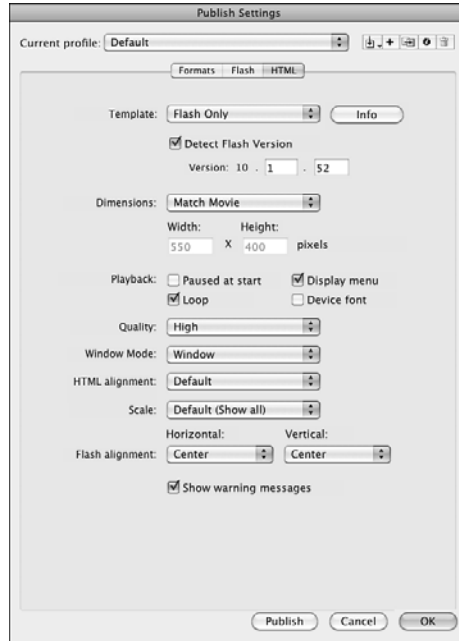 Publish Settings
Current profile: Default
Formats Flash HTML
Template: Flash Only Info
Detect Flash Version
Version: 10 . 1 . 52
Dimensions: Match Movie
Width: Height:
550 X 400 pixels
Playback: Paused at start Display menu
Loop Device font
Quality: High
Window Mode: Window
HTML alignment: Default
Scale: Default (Show all)
Horizontal: Vertical:
Flash alignment: Center Center
Show warning messages
Publish Cancel OK